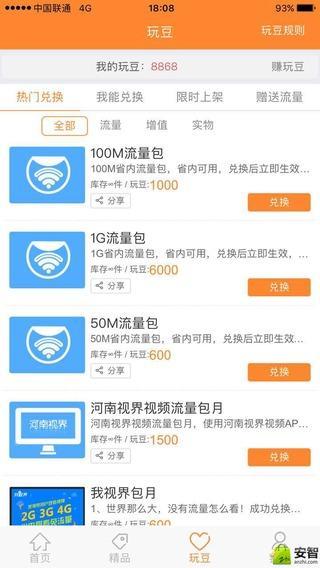 中国联通 4G 18:08 93%
玩豆 玩豆规则
我的玩豆: 8868 赚玩豆
热门兑换 我能兑换 限时上架 赠送流量
全部 流量 增值 实物
100M流量包
100M省内流量包，省内可用，兑换后立即生效…
库存∞件 / 玩豆:1000
分享 兑换
1G流量包
1G省内流量包，省内可用，兑换后立即生效，…
库存∞件 / 玩豆:6000
分享 兑换
50M流量包
50M省内流量包，省内可用，兑换后立即生效…
库存∞件 / 玩豆:600
分享 兑换
河南视界
河南视界视频流量包月
河南视界视频流量包月，使用河南视界视频AP…
库存∞件 / 玩豆:900
分享 兑换
2G 3G 4G
我视界包月
1、世界那么大，没有流量怎么看！成功兑换…
首页 精品 玩豆
安智
anzhi.com